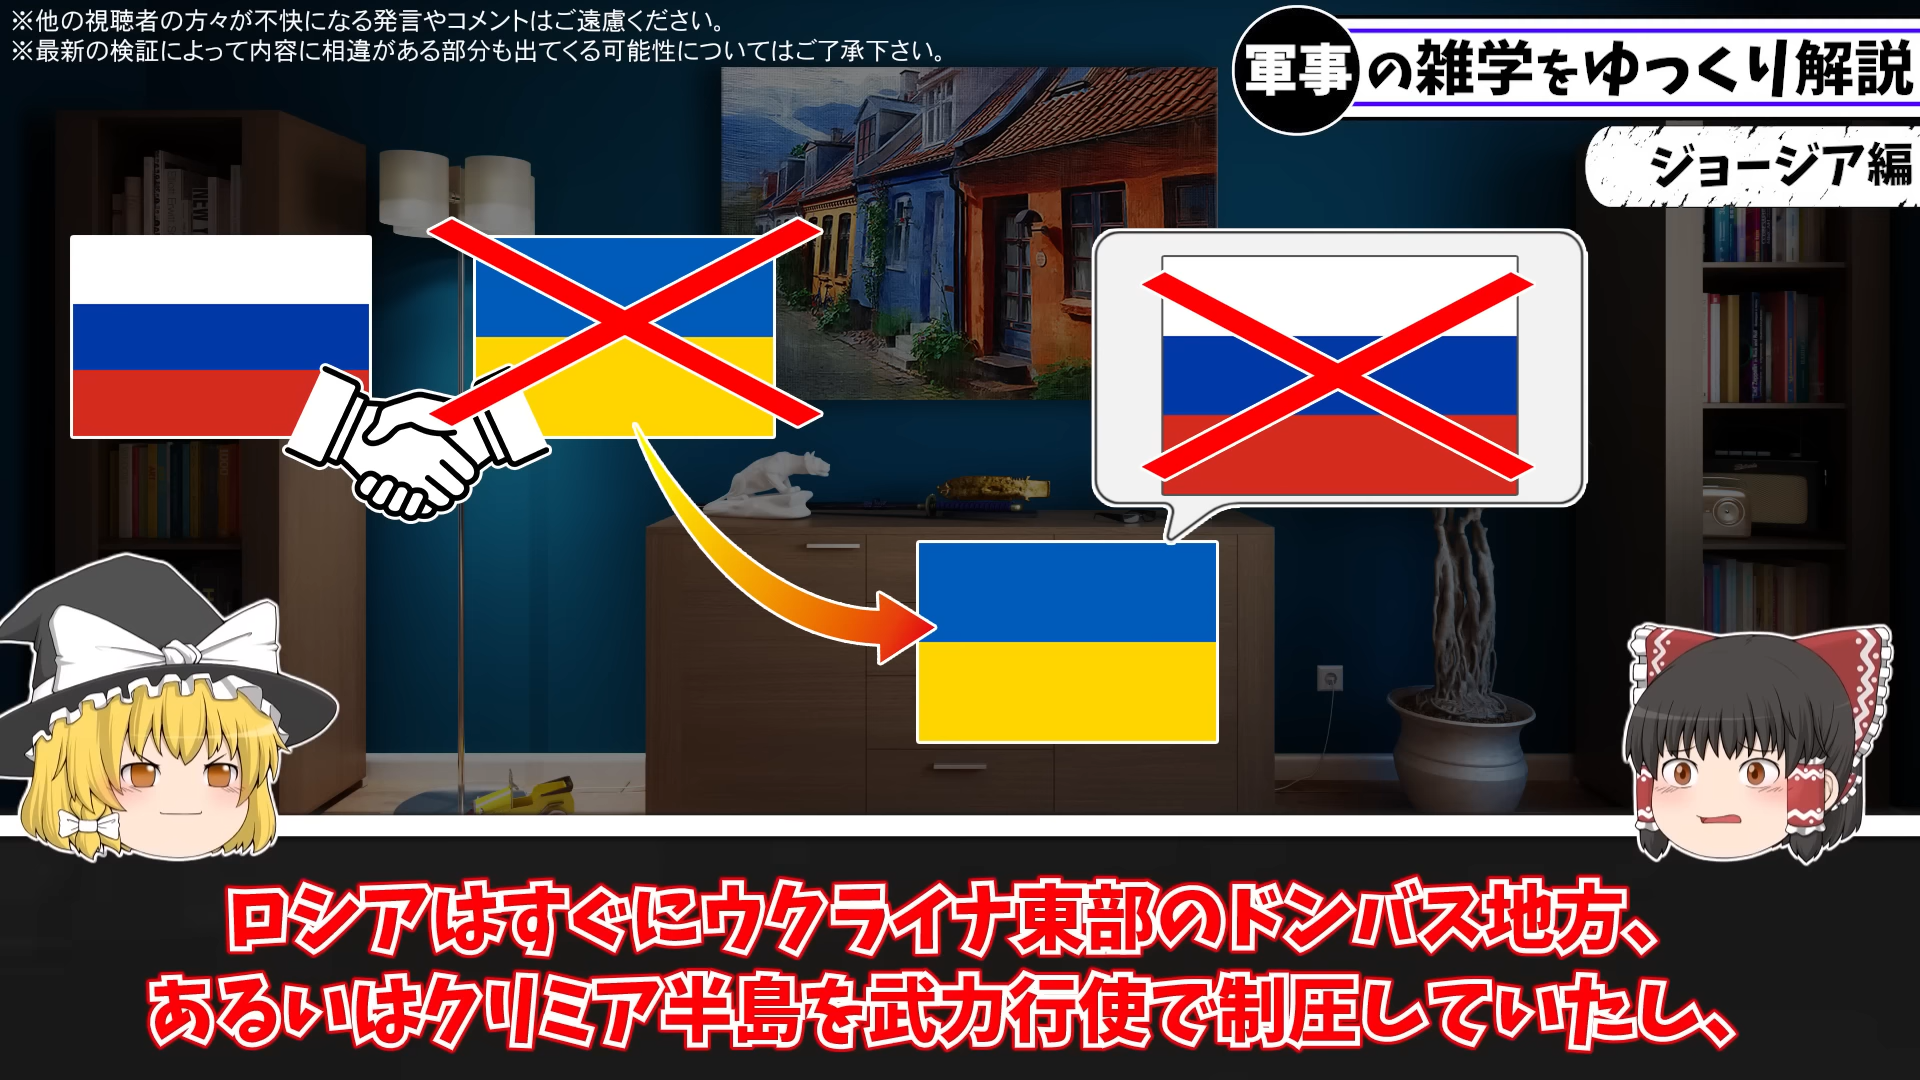 ※他の視聴者の方々が不快になる発言やコメントはご遠慮ください。
※最新の検証によって内容に相違がある部分も出てくる可能性についてはご了承下さい。
軍事の雑学をゆっくり解説
ジョージア編
ロシアはすぐにウクライナ東部のドンバス地方、
あるいはクリミア半島を武力行使で制圧していたし、